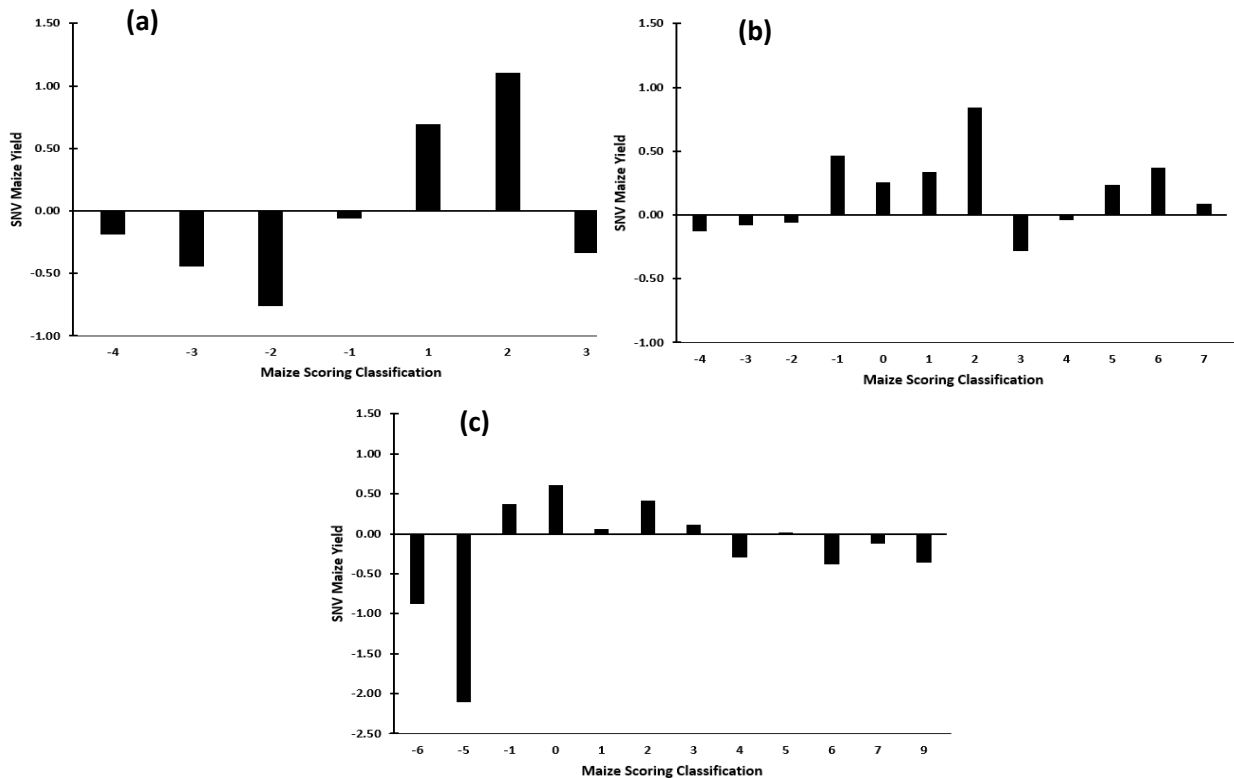 (a)
1.50
1.00
0.50
0.00
-0.50
-1.00
SNV Maize Yield
-4 -3 -2 -1 1 2 3
Maize Scoring Classification
(b)
1.50
1.00
0.50
0.00
-0.50
-1.00
SNV Maize Yield
-4 -3 -2 -1 0 1 2 3 4 5 6 7
Maize Scoring Classification
(c)
1.50
1.00
0.50
0.00
-0.50
-1.00
-1.50
-2.00
-2.50
SNV Maize Yield
-6 -5 -1 0 1 2 3 4 5 6 7 9
Maize Scoring Classification